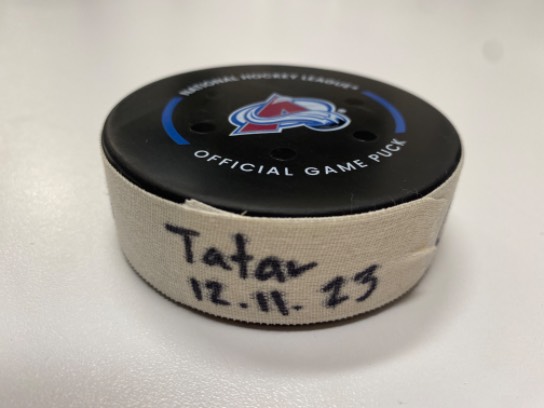 NATIONAL HOCKEY LEAGUE
OFFICIAL GAME PUCK
Tatar
12.11.23